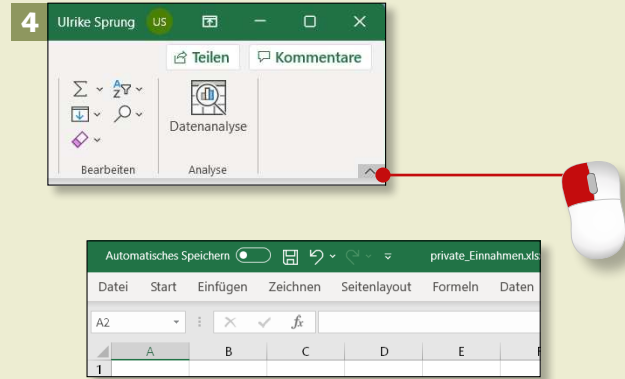 4
Ulrike Sprung US
Teilen Kommentare
Datenanalyse
Bearbeiten Analyse
Automatisches Speichern private_Einnahmen.xls
Datei Start Einfügen Zeichnen Seitenlayout Formeln Daten
A2 fx
A B C D E
1